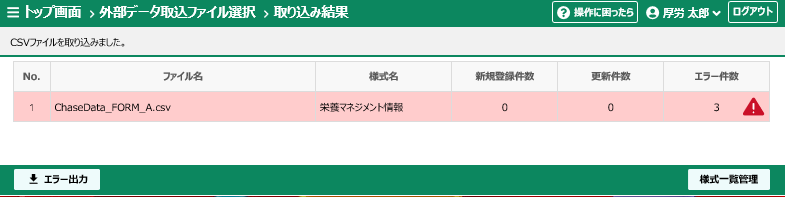 トップ画面 > 外部データ取込ファイル選択 > 取り込み結果 操作に困ったら 厚労 太郎 ログアウト
CSVファイルを取り込みました。
No. ファイル名 様式名 新規登録件数 更新件数 エラー件数
1 ChaseData_FORM_A.csv 栄養マネジメント情報 0 0 3
エラー出力 様式一覧管理